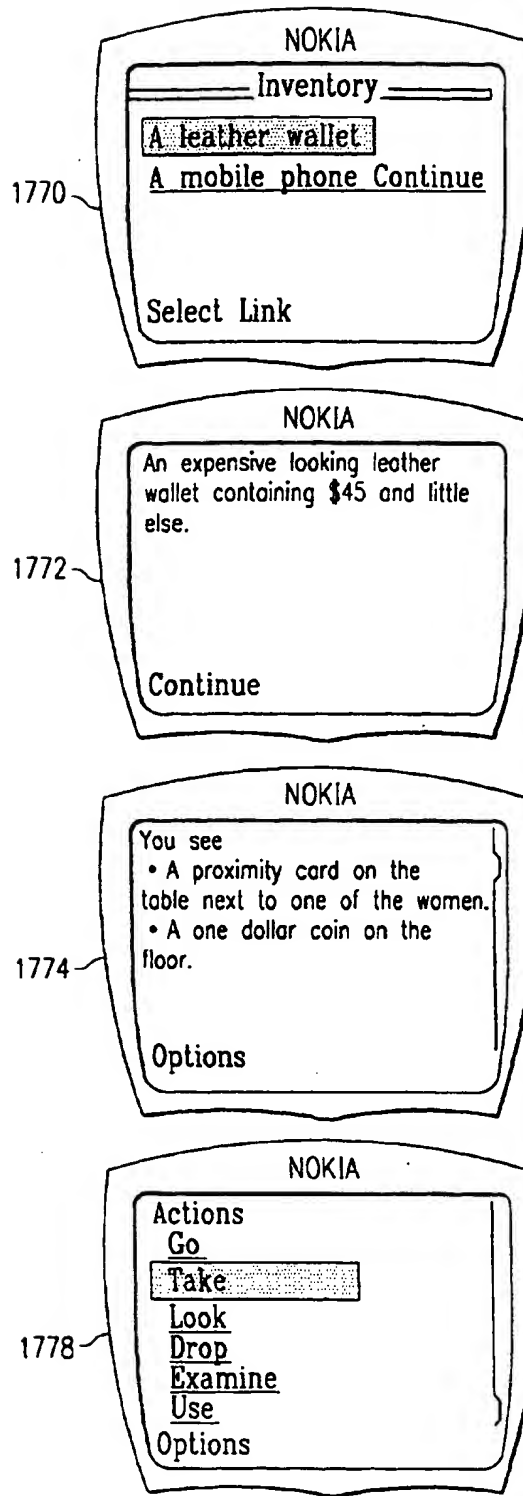 NOKIA
Inventory
A leather wallet
A mobile phone Continue
1770
Select Link
NOKIA
An expensive looking leather
wallet containing $45 and little
else.
1772
Continue
NOKIA
You see
• A proximity card on the
table next to one of the women.
• A one dollar coin on the
floor.
1774
Options
NOKIA
Actions
Go
Take
Look
Drop
1778
Examine
Use
Options